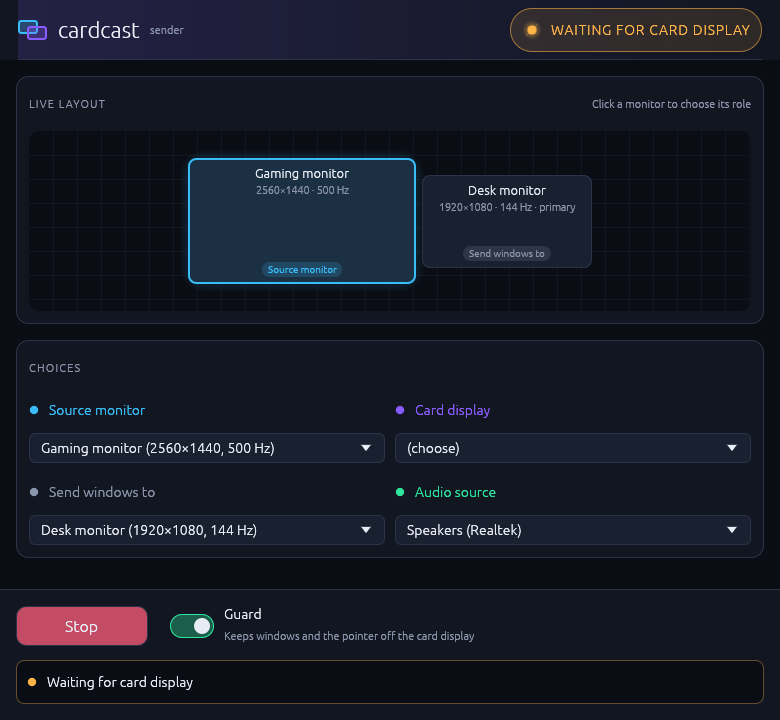 cardcast sender
WAITING FOR CARD DISPLAY
LIVE LAYOUT
Click a monitor to choose its role
Gaming monitor
2560×1440 · 500 Hz
Source monitor
Desk monitor
1920×1080 · 144 Hz · primary
Send windows to
CHOICES
Source monitor
Gaming monitor (2560×1440, 500 Hz)
Card display
(choose)
Send windows to
Desk monitor (1920×1080, 144 Hz)
Audio source
Speakers (Realtek)
Stop
Guard
Keeps windows and the pointer off the card display
Waiting for card display